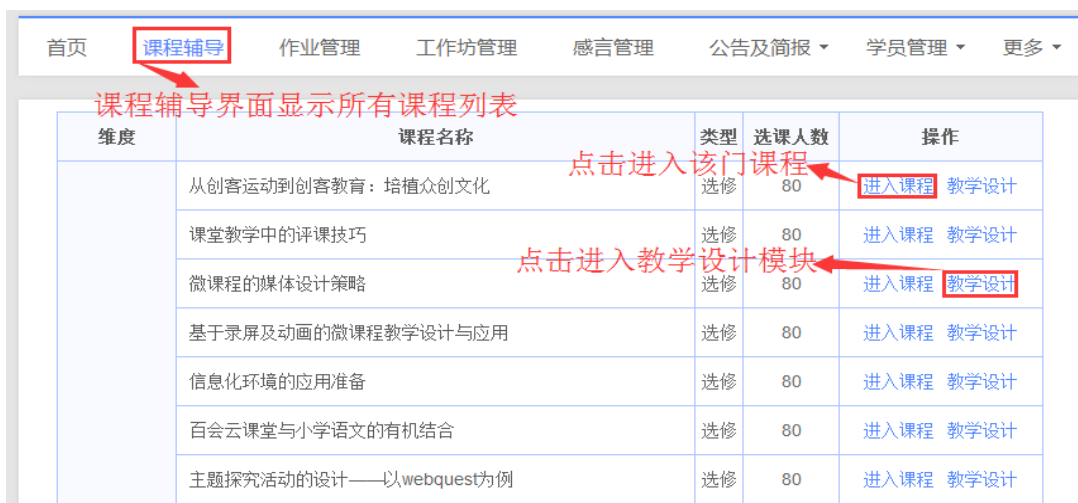 首页 课程辅导 作业管理 工作坊管理 感言管理 公告及简报 学员管理 更多
课程辅导界面显示所有课程列表
维度 课程名称 类型 选课人数 操作
点击进入该门课程
从创客运动到创客教育：培植众创文化 选修 80 进入课程 教学设计
课堂教学中的评课技巧 选修 80 进入课程 教学设计
点击进入教学设计模块
微课程的媒体设计策略 选修 80 进入课程 教学设计
基于录屏及动画的微课程教学设计与应用 选修 80 进入课程 教学设计
信息化环境的应用准备 选修 80 进入课程 教学设计
百会云课堂与小学语文的有机结合 选修 80 进入课程 教学设计
主题探究活动的设计——以webquest为例 选修 80 进入课程 教学设计